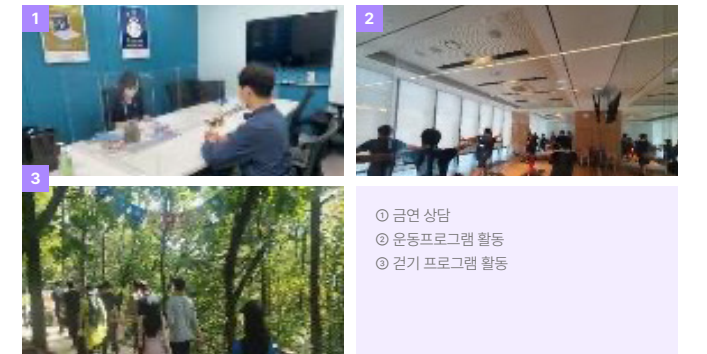 1
2
3
① 금연 상담
② 운동프로그램 활동
③ 걷기 프로그램 활동